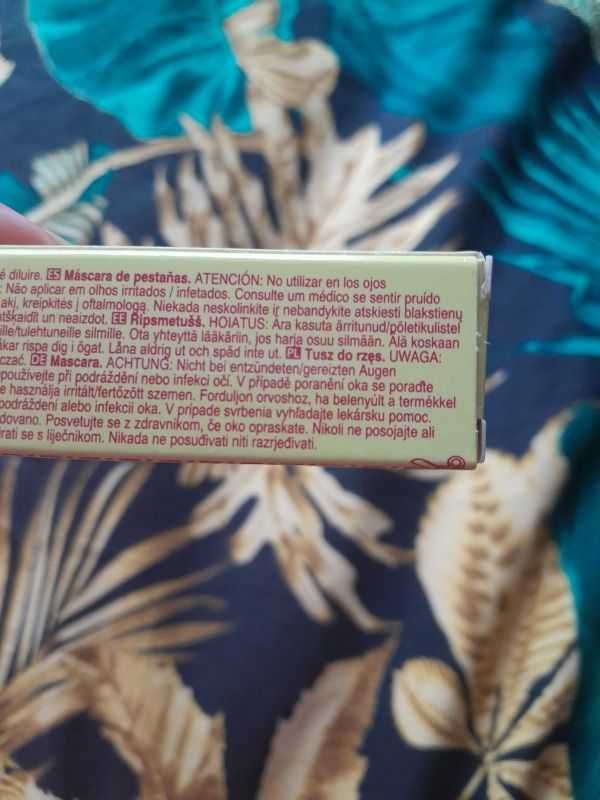 é diluire. ES Máscara de pestañas. ATENCIÓN: No utilizar en los ojos
: Não aplicar em olhos irritados / infetados. Consulte um médico se sentir pruído
akį, kreipkitės į oftalmologą. Niekada neskolinkite ir nebandykite atskiesti blakstienų
atšķaidīt un neaizdot. EE Ripsmetušš. HOIATUS: Ära kasuta ärritunud/põletikulistel
ille/tulehtuneille silmille. Ota yhteyttä lääkäriin, jos harja osuu silmään. Älä koskaan
kar rispa dig i ögat. Låna aldrig ut och späd inte ut. PL Tusz do rzęs. UWAGA:
czać. DE Mascara. ACHTUNG: Nicht bei entzündeten/gereizten Augen
používejte při podráždění nebo infekci očí. V případě poranění oka se poraďte
e használja irritált/fertőzött szemen. Forduljon orvoshoz, ha belenyúlt a termékkel
podráždení alebo infekcii oka. V prípade svrbenia vyhľadajte lekársku pomoc.
dovano. Posvetujte se z zdravnikom, če oko opraskate. Nikoli ne posojajte ali
rati se s liječnikom. Nikada ne posuđivati niti razrjeđivati.